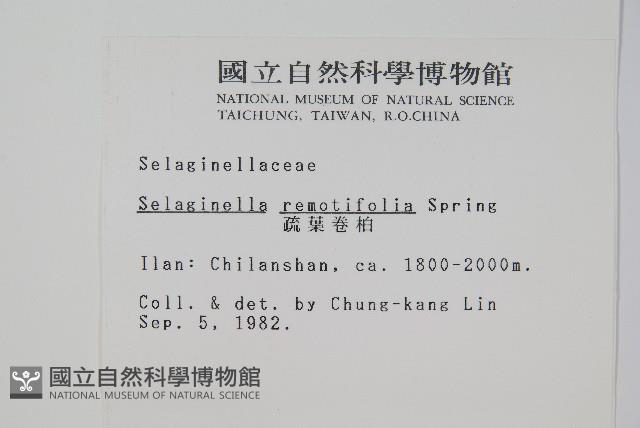 國立自然科學博物館
NATIONAL MUSEUM OF NATURAL SCIENCE
TAICHUNG, TAIWAN, R.O.CHINA
Selaginellaceae
Selaginella remotifolia Spring
疏葉卷柏
Ilan: Chilanshan, ca. 1800-2000m.
Coll. & det. by Chung-kang Lin
Sep. 5, 1982.
國立自然科學博物館
NATIONAL MUSEUM OF NATURAL SCIENCE